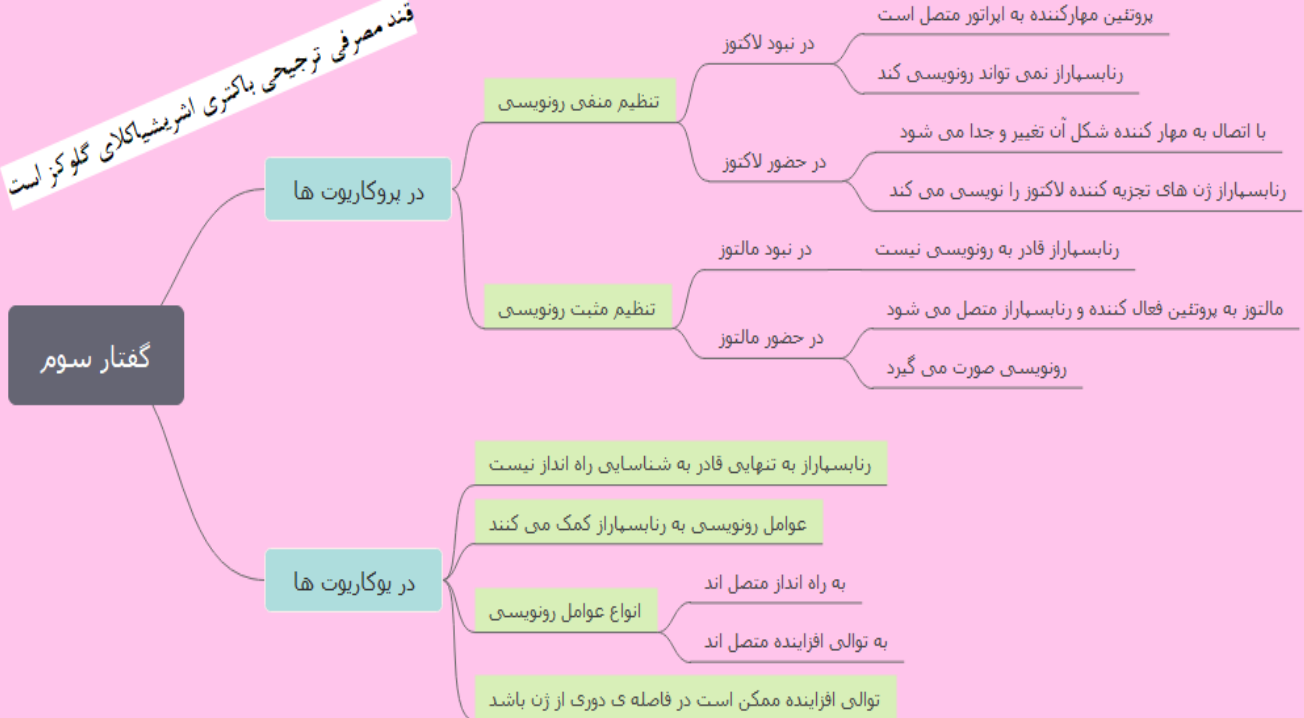 قند مصرفی ترجیحی باکتری اشریشیاکلای گلوکز است
گفتار سوم
در پروکاریوت ها
تنظیم منفی رونویسی
در نبود لاکتوز
پروتئین مهارکننده به اپراتور متصل است
رنابسپاراز نمی تواند رونویسی کند
در حضور لاکتوز
با اتصال به مهار کننده شکل آن تغییر و جدا می شود
رنابسپاراز ژن های تجزیه کننده لاکتوز را نویسی می کند
تنظیم مثبت رونویسی
در نبود مالتوز
رنابسپاراز قادر به رونویسی نیست
در حضور مالتوز
مالتوز به پروتئین فعال کننده و رنابسپاراز متصل می شود
رونویسی صورت می گیرد
در یوکاریوت ها
رنابسپاراز به تنهایی قادر به شناسایی راه انداز نیست
عوامل رونویسی به رنابسپاراز کمک می کنند
انواع عوامل رونویسی
به راه انداز متصل اند
به توالی افزاینده متصل اند
توالی افزاینده ممکن است در فاصله ی دوری از ژن باشد